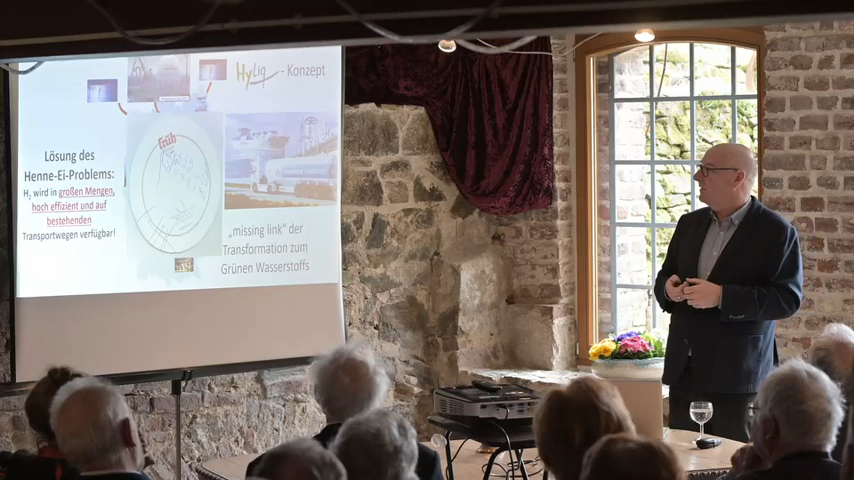 HyLiq - Konzept
Früh
Lösung des
Henne-Ei-Problems:
H₂ wird in großen Mengen,
hoch effizient und auf
bestehenden
Transportwegen verfügbar!
„missing link" der
Transformation zum
Grünen Wasserstoffs